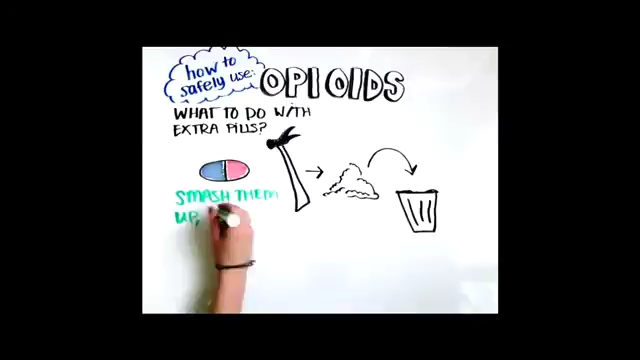 how to
safely use:
OPIOIDS
WHAT TO DO WITH
EXTRA PILLS?
SMASH THEM
UP,